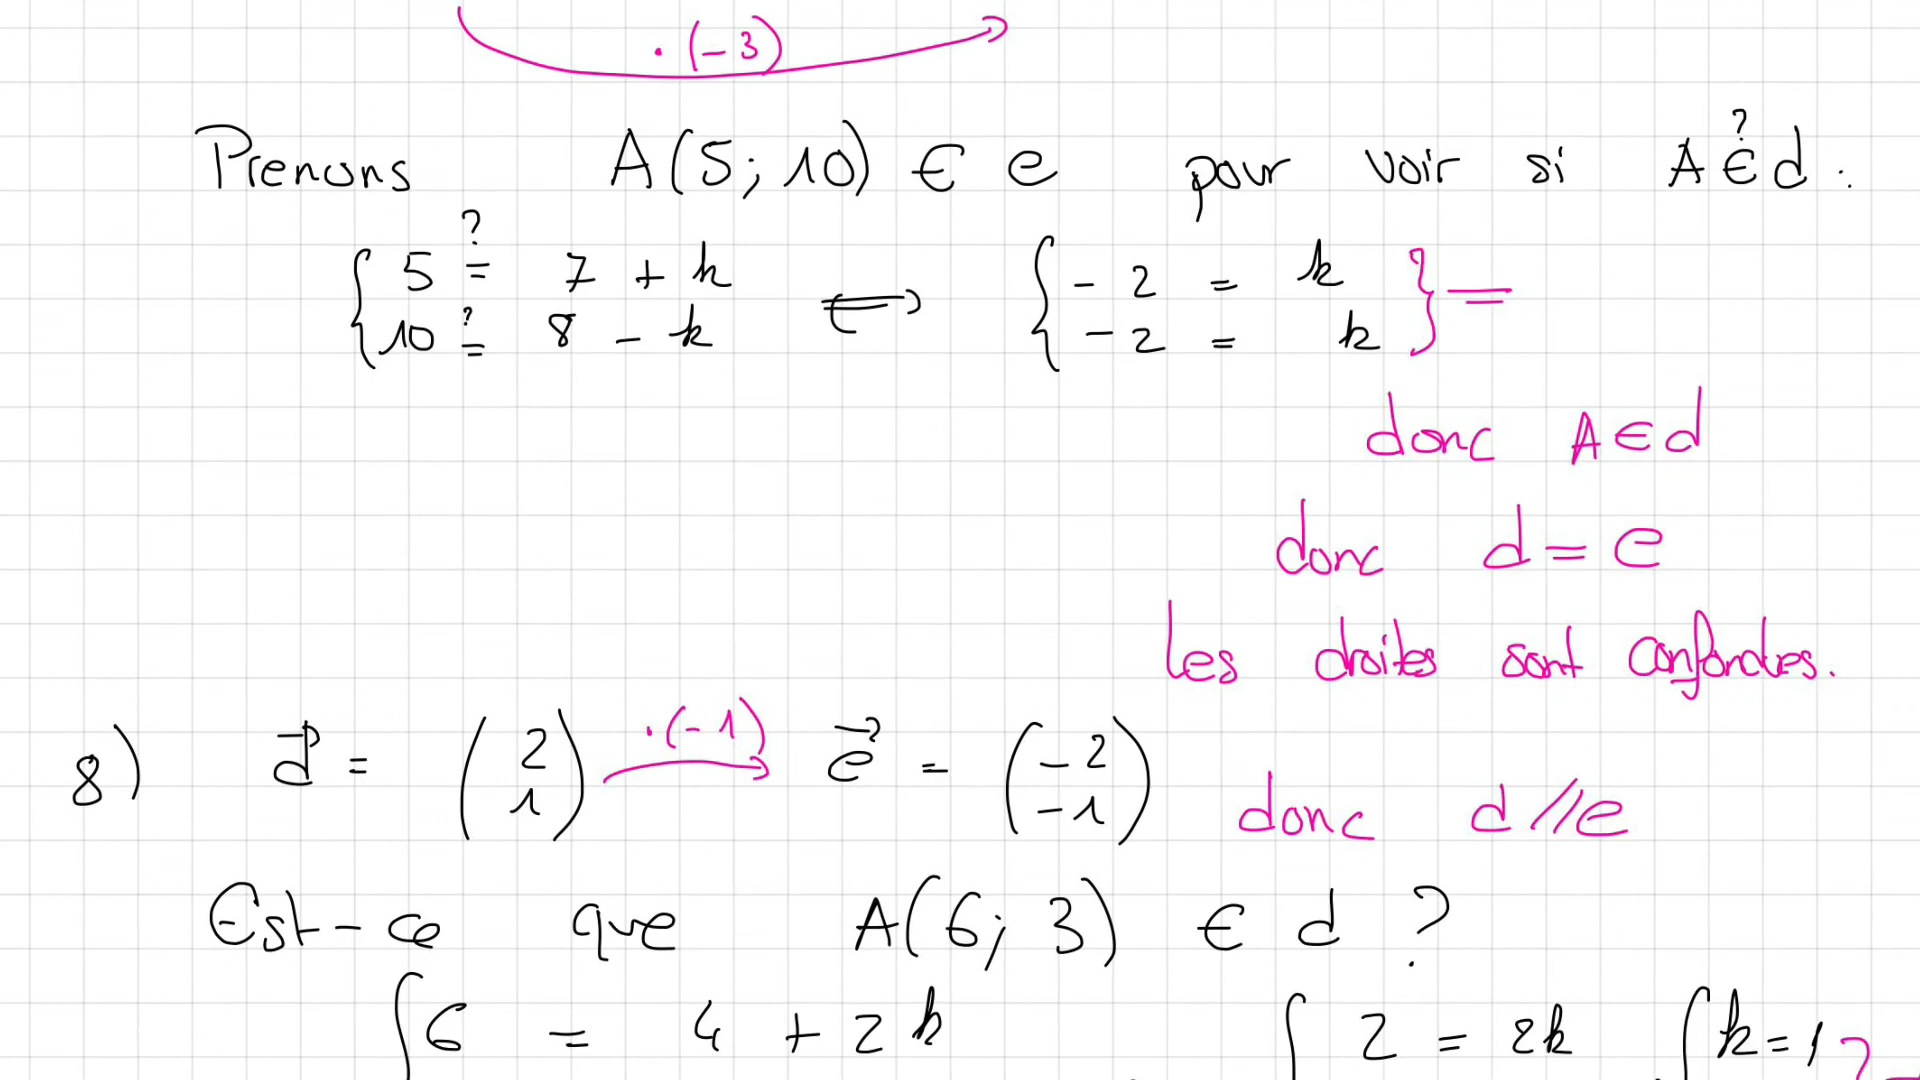 · (-3)
Prenons A(5; 10) ∈ e pour voir si A ?∈ d :
{ 5 ?= 7 + k ⟺ { -2 = k } =
{ 10 ?= 8 - k { -2 = k
donc A ∈ d
donc d = e
les droites sont confondues.
8) d⃗ = (2 1) · (-1) e⃗ = (-2 -1) donc d // e
Est-ce que A(6; 3) ∈ d ?
{ 6 = 4 + 2k { 2 = 2k { k = 1